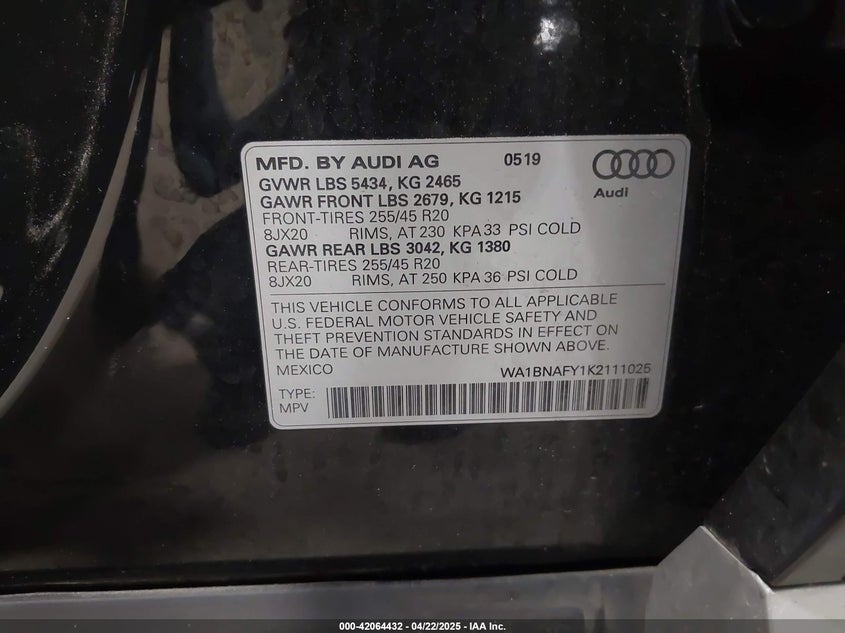 MFD. BY AUDI AG 0519
Audi
GVWR LBS 5434, KG 2465
GAWR FRONT LBS 2679, KG 1215
FRONT-TIRES 255/45 R20
8JX20 RIMS, AT 230 KPA 33 PSI COLD
GAWR REAR LBS 3042, KG 1380
REAR-TIRES 255/45 R20
8JX20 RIMS, AT 250 KPA 36 PSI COLD
THIS VEHICLE CONFORMS TO ALL APPLICABLE
U.S. FEDERAL MOTOR VEHICLE SAFETY AND
THEFT PREVENTION STANDARDS IN EFFECT ON
THE DATE OF MANUFACTURE SHOWN ABOVE.
MEXICO WA1BNAFY1K2111025
TYPE:
MPV
000-42064432 - 04/22/2025 - IAA Inc.